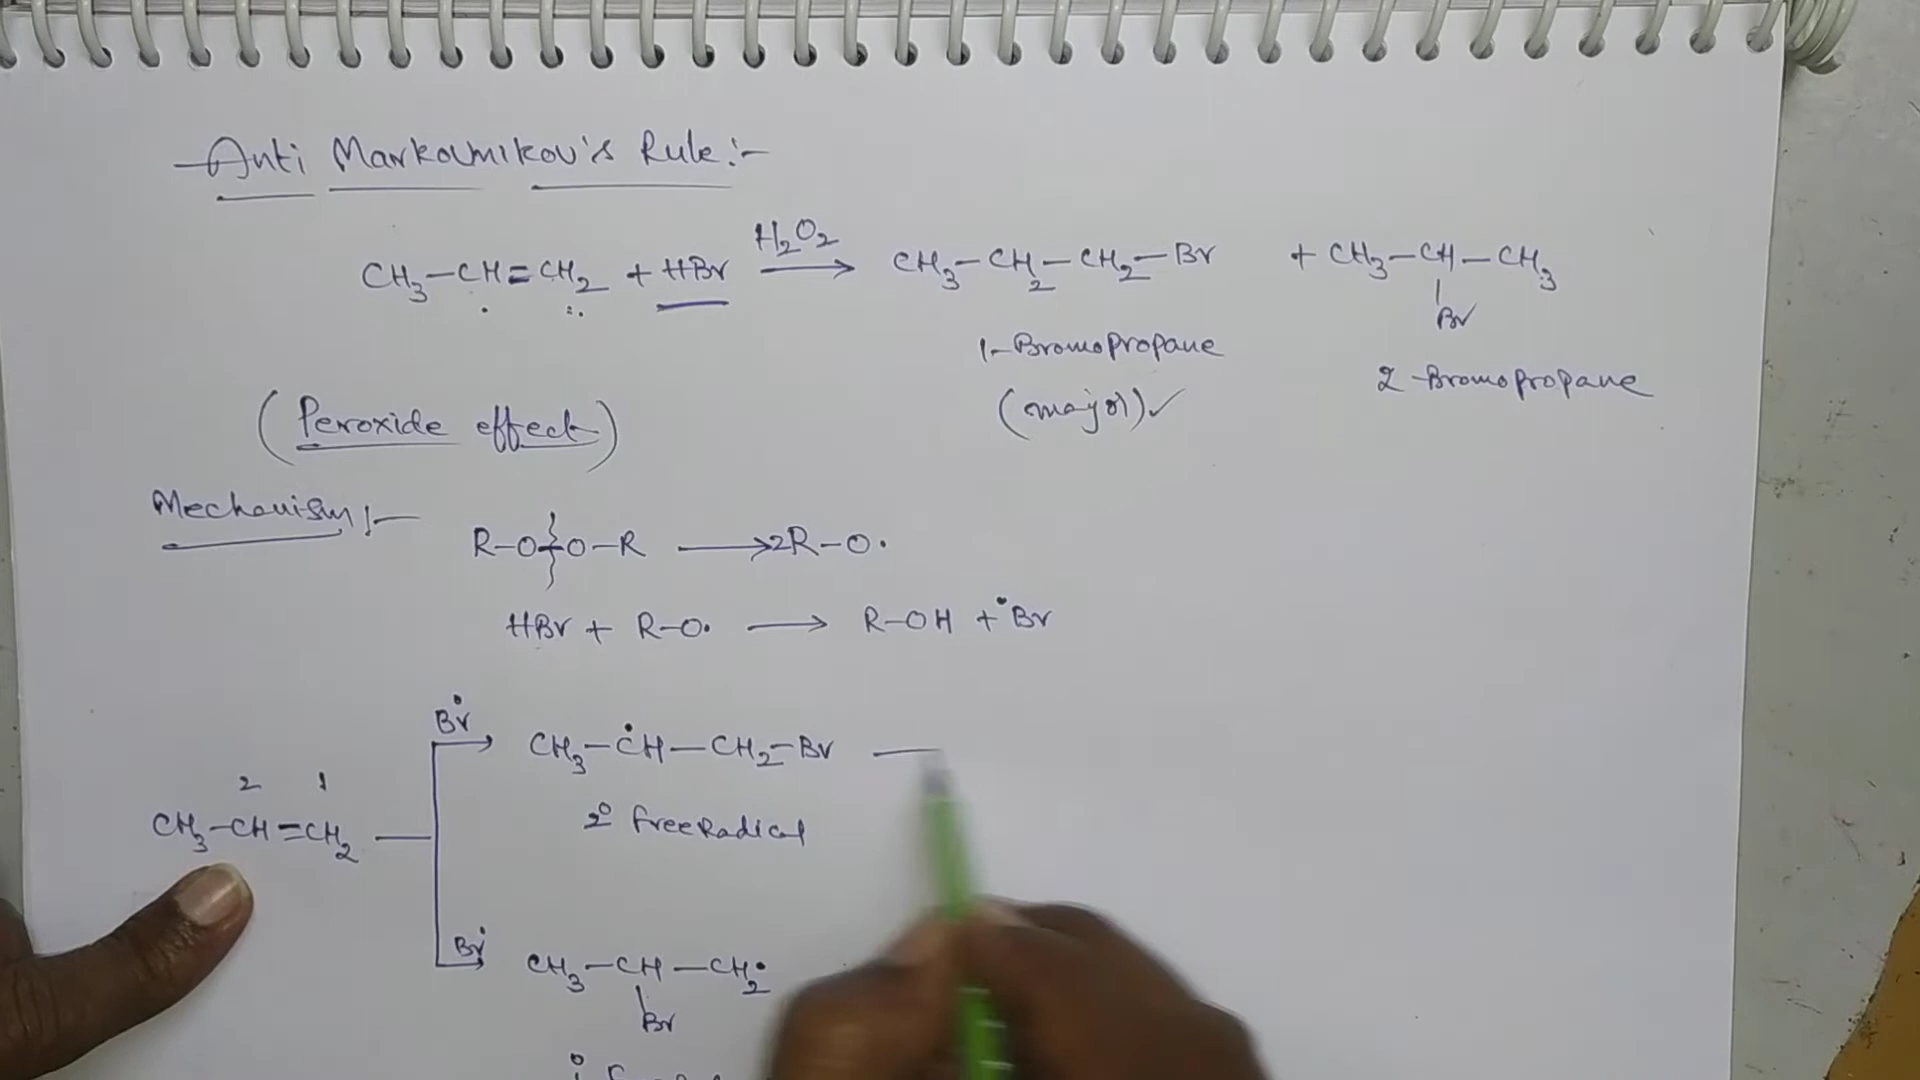 Anti Markovnikov's Rule:-
CH3-CH=CH2 + HBr H2O2 → CH3-CH2-CH2-Br + CH3-CH-CH3
Br
1-Bromopropane
2-Bromopropane
(major)✓
(Peroxide effect)
Mechanism:-
R-O-O-R → 2R-O•
HBr + R-O• → R-OH + •Br
Br•
CH3-ĊH-CH2-Br
2° free Radical
2 1
CH3-CH=CH2
Br•
CH3-CH-CH2•
Br